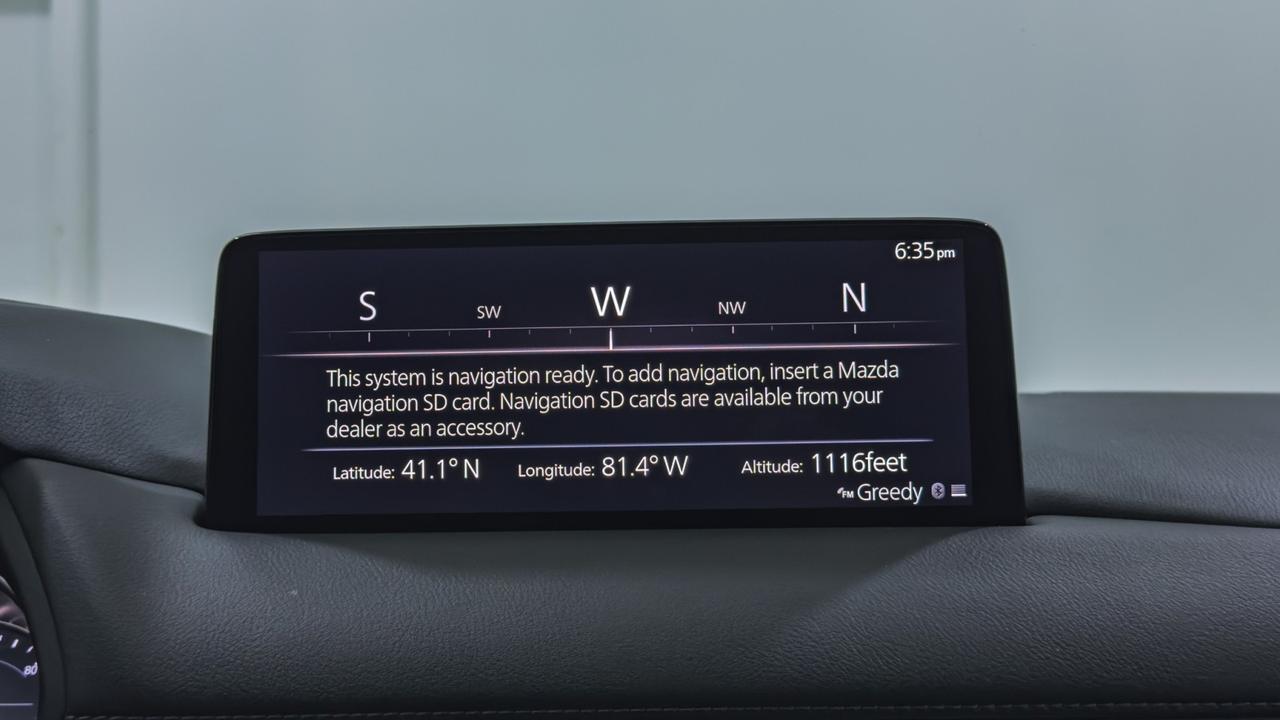 6:35pm
S SW W NW N
This system is navigation ready. To add navigation, insert a Mazda
navigation SD card. Navigation SD cards are available from your
dealer as an accessory.
Latitude: 41.1° N Longitude: 81.4° W Altitude: 1116feet
FM Greedy
80